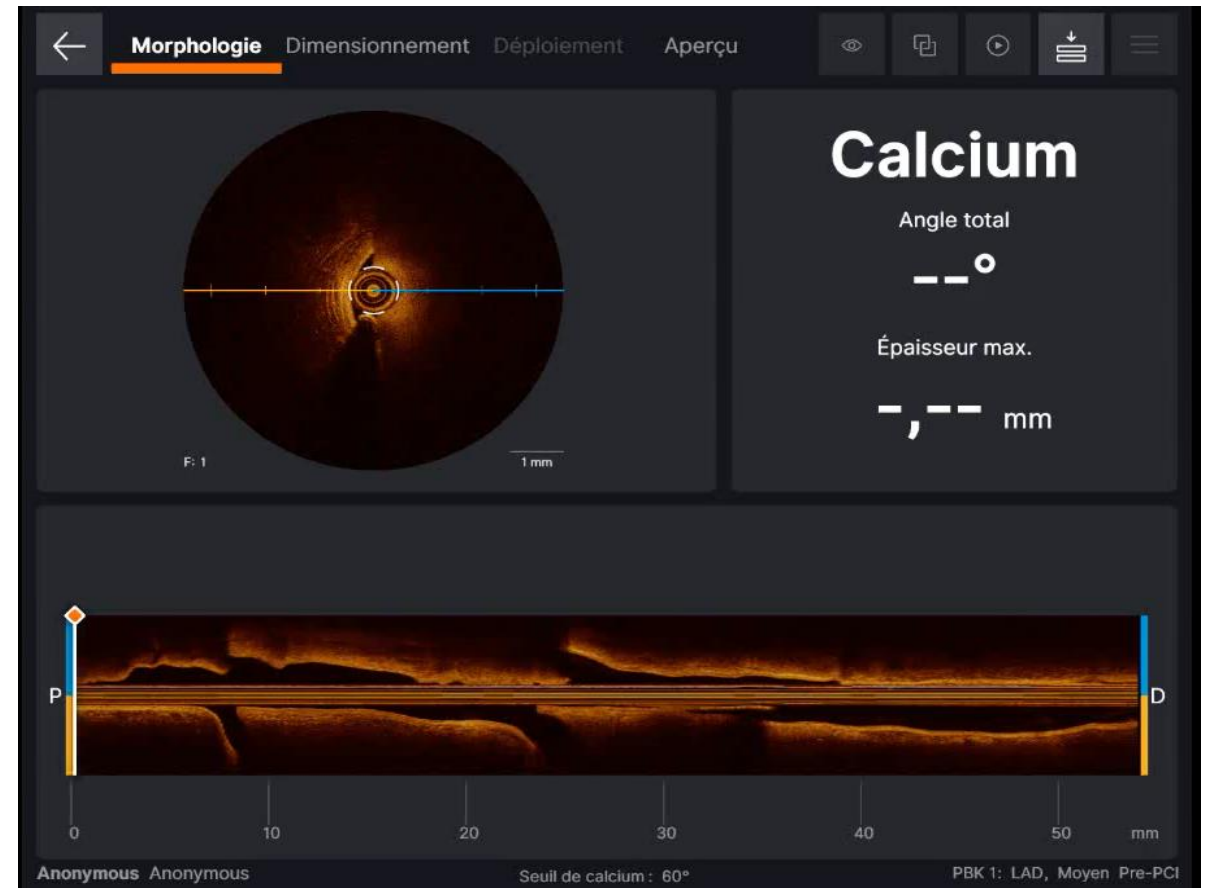 Morphologie Dimensionnement Déploiement Aperçu
Calcium
Angle total
--°
Épaisseur max.
-,-- mm
F: 1
1 mm
P
D
0 10 20 30 40 50 mm
Anonymous Anonymous
Seuil de calcium : 60°
PBK 1: LAD, Moyen Pre-PCI